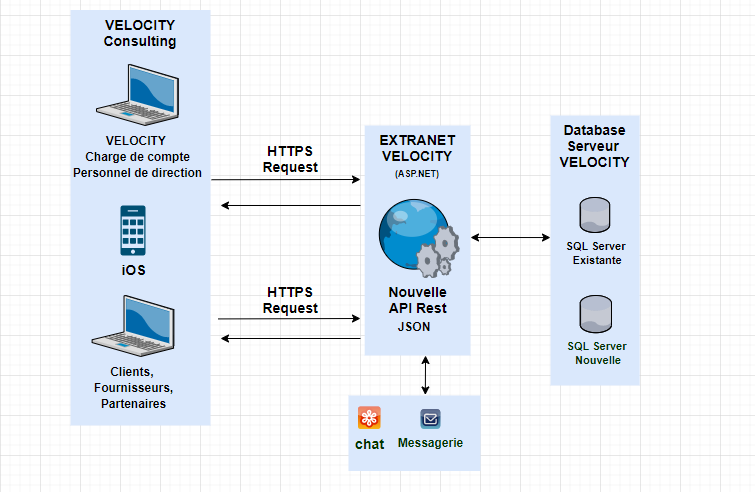 VELOCITY
Consulting
VELOCITY
Charge de compte
Personnel de direction
iOS
Clients,
Fournisseurs,
Partenaires
HTTPS
Request
HTTPS
Request
EXTRANET
VELOCITY
(ASP.NET)
Nouvelle
API Rest
JSON
chat
Messagerie
Database
Serveur
VELOCITY
SQL Server
Existante
SQL Server
Nouvelle